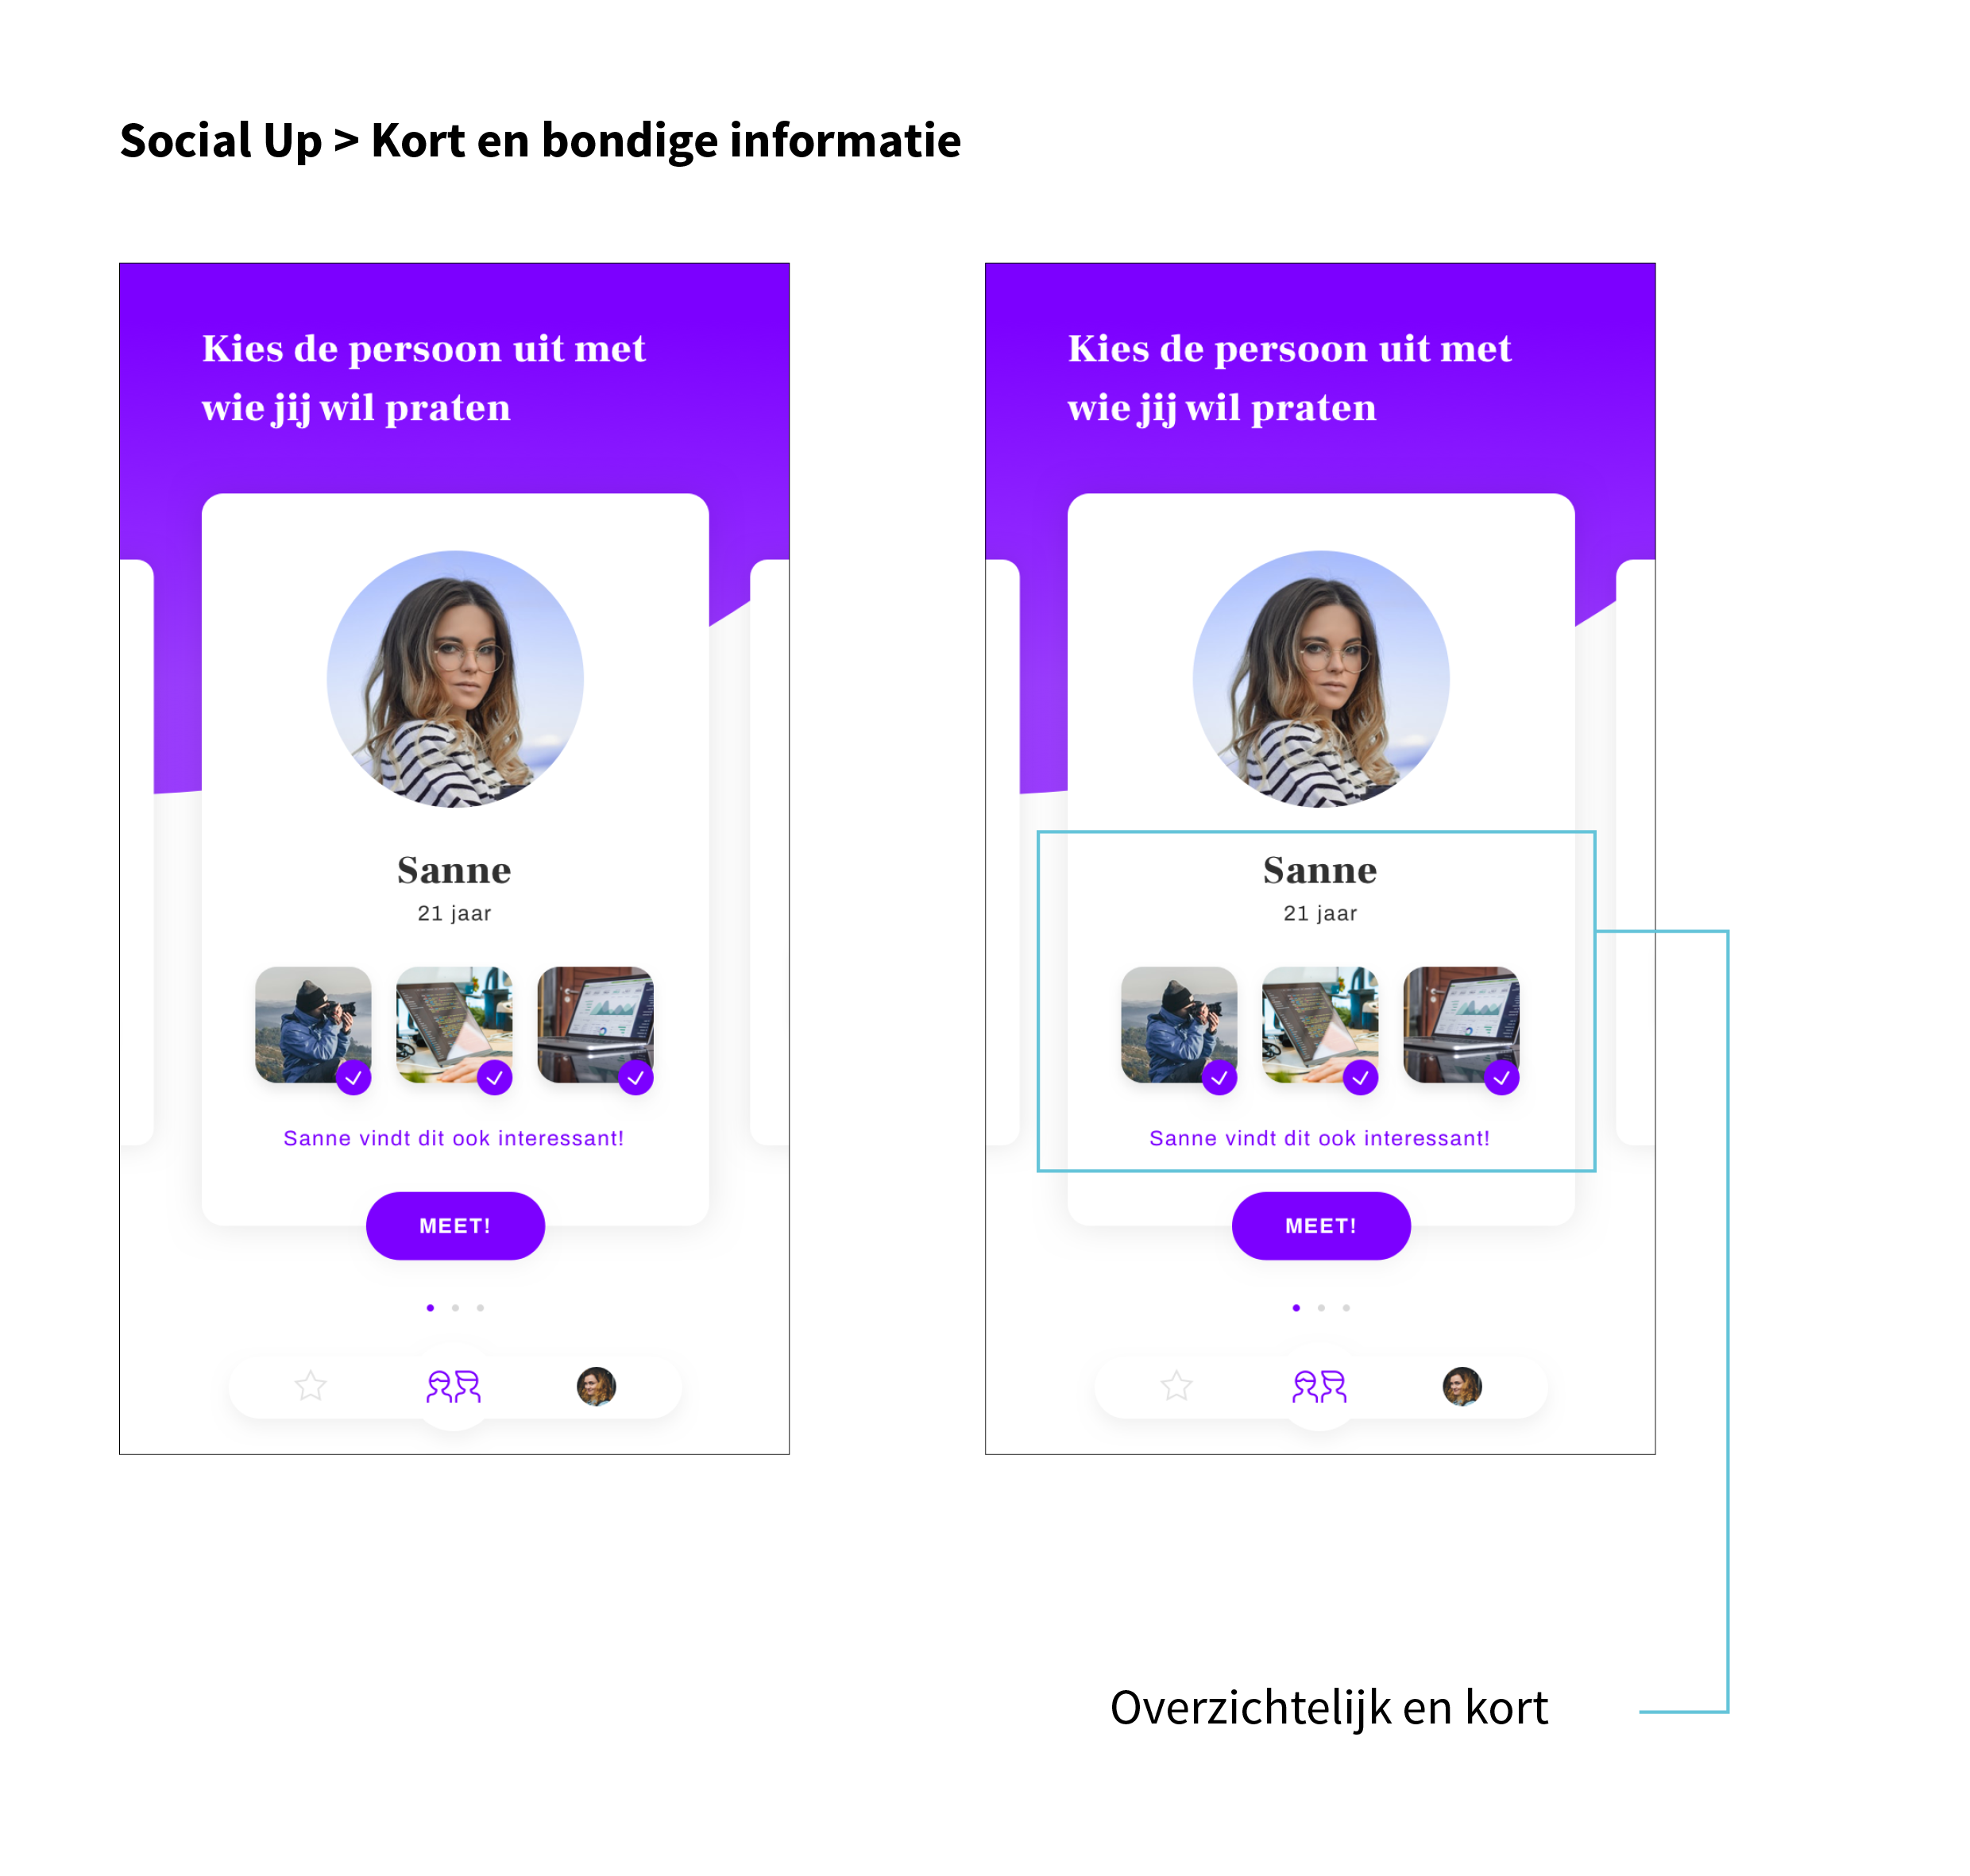 Social Up > Kort en bondige informatie
Kies de persoon uit met
wie jij wil praten
Sanne
21 jaar
Sanne vindt dit ook interessant!
MEET!
Kies de persoon uit met
wie jij wil praten
Sanne
21 jaar
Sanne vindt dit ook interessant!
MEET!
Overzichtelijk en kort